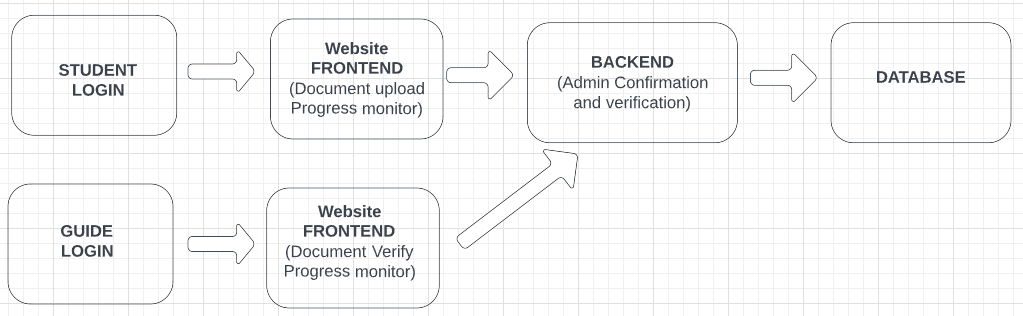 STUDENT
LOGIN
Website
FRONTEND
(Document upload
Progress monitor)
BACKEND
(Admin Confirmation
and verification)
DATABASE
GUIDE
LOGIN
Website
FRONTEND
(Document Verify
Progress monitor)